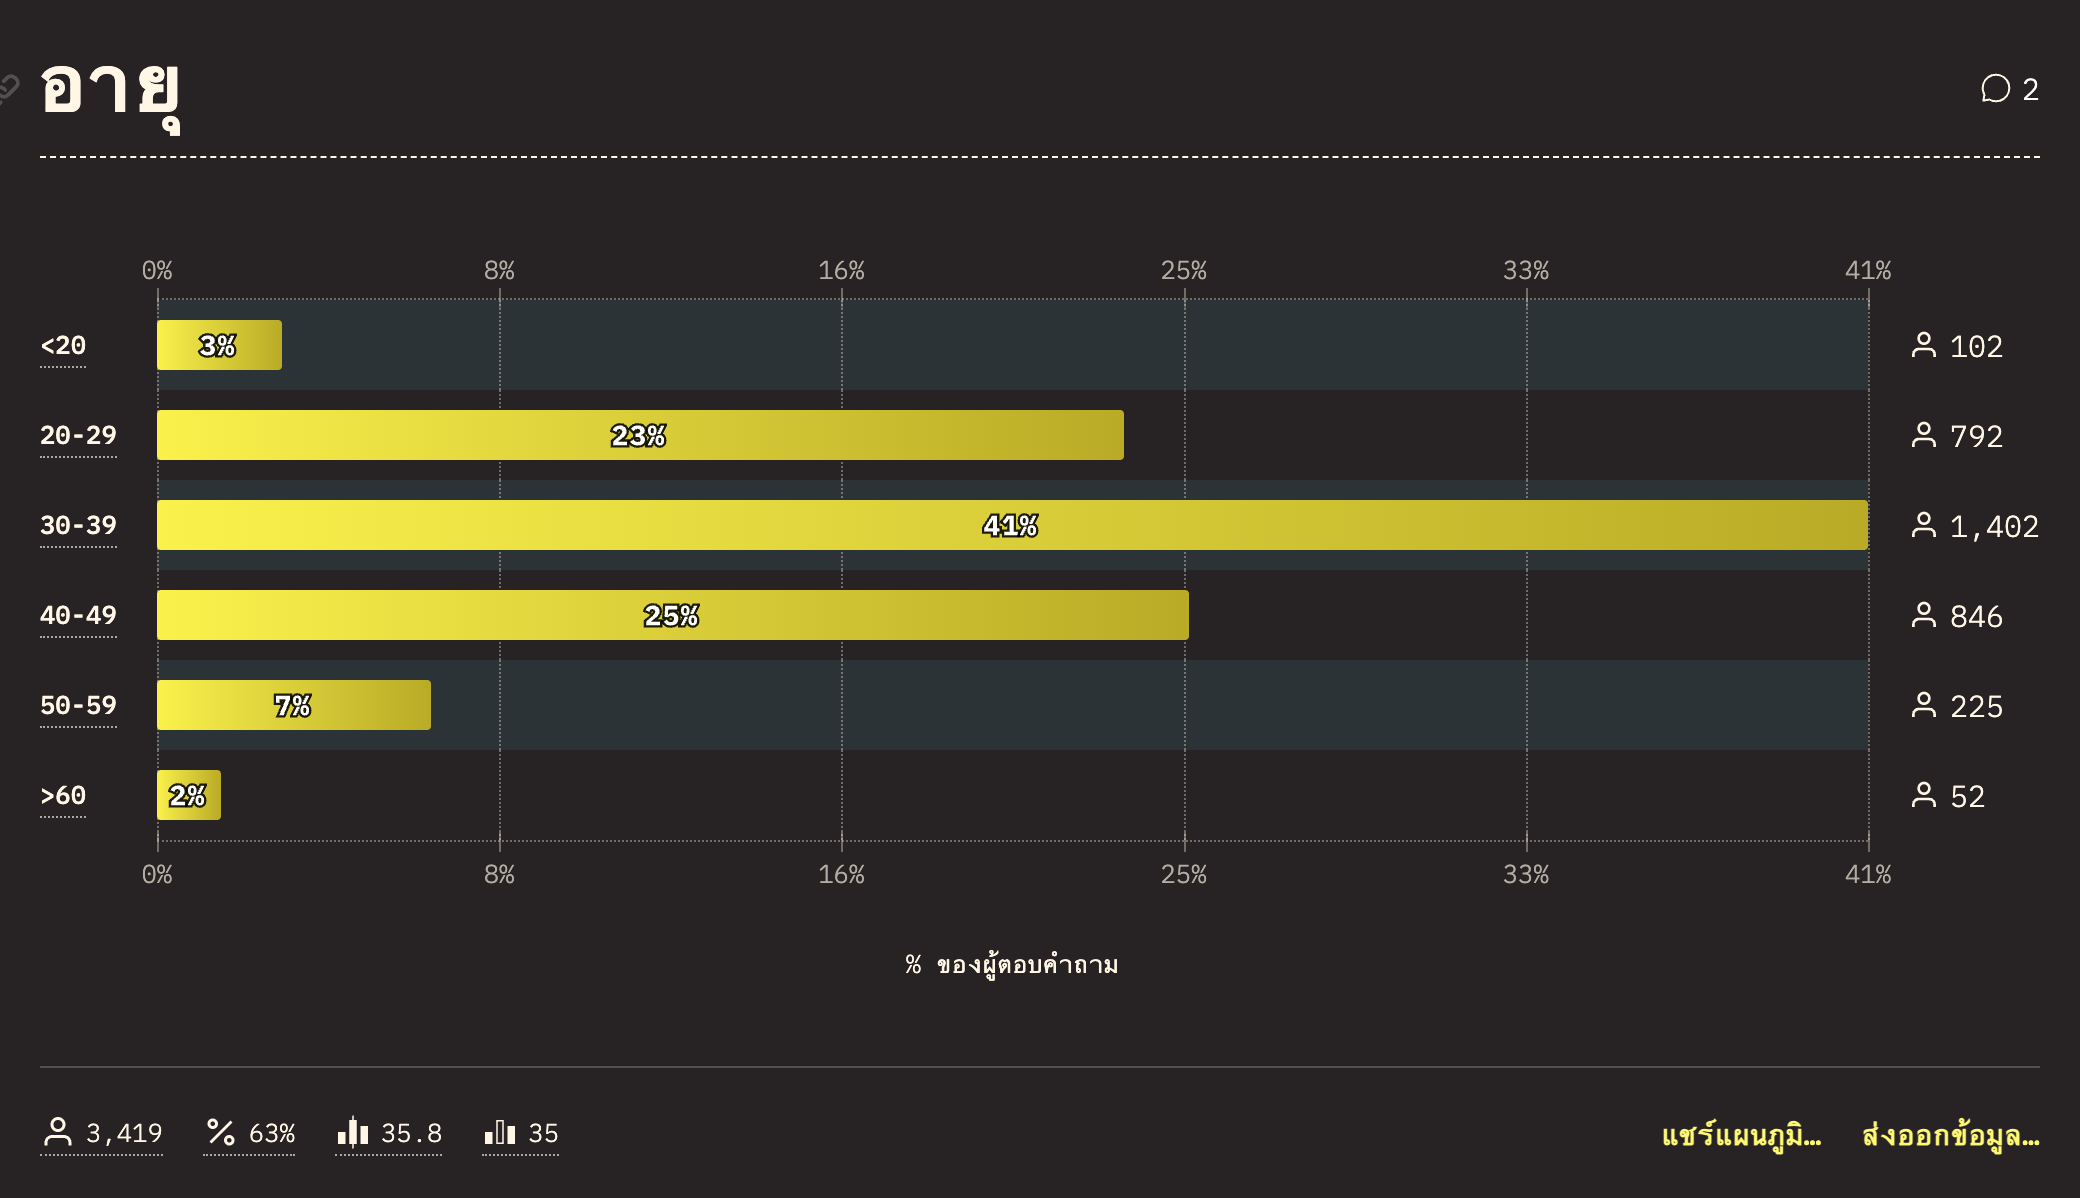 อายุ
2
0% 8% 16% 25% 33% 41%
<20 3% 102
20-29 23% 792
30-39 41% 1,402
40-49 25% 846
50-59 7% 225
>60 2% 52
0% 8% 16% 25% 33% 41%
% ของผู้ตอบคำถาม
3,419 % 63% 35.8 35 แชร์แผนภูมิ… ส่งออกข้อมูล…